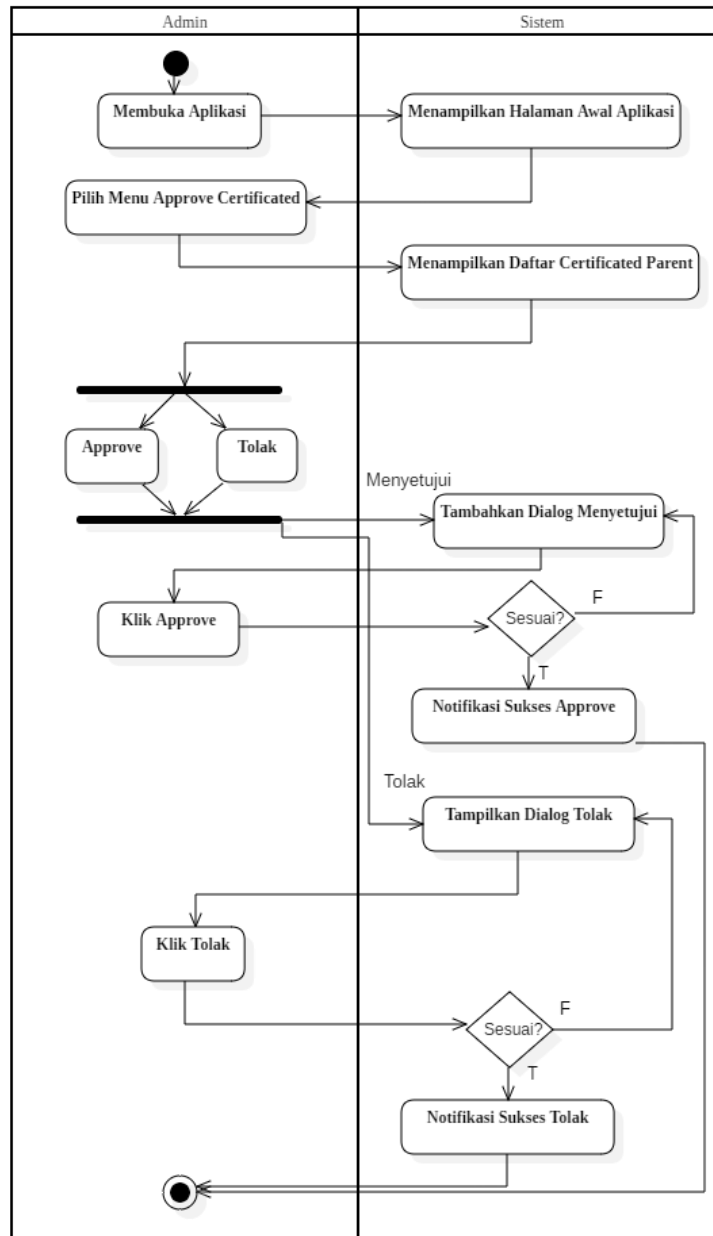 Admin
Sistem
Membuka Aplikasi
Menampilkan Halaman Awal Aplikasi
Pilih Menu Approve Certificated
Menampilkan Daftar Certificated Parent
Approve
Tolak
Menyetujui
Tambahkan Dialog Menyetujui
F
Klik Approve
Sesuai?
T
Notifikasi Sukses Approve
Tolak
Tampilkan Dialog Tolak
Klik Tolak
F
Sesuai?
T
Notifikasi Sukses Tolak